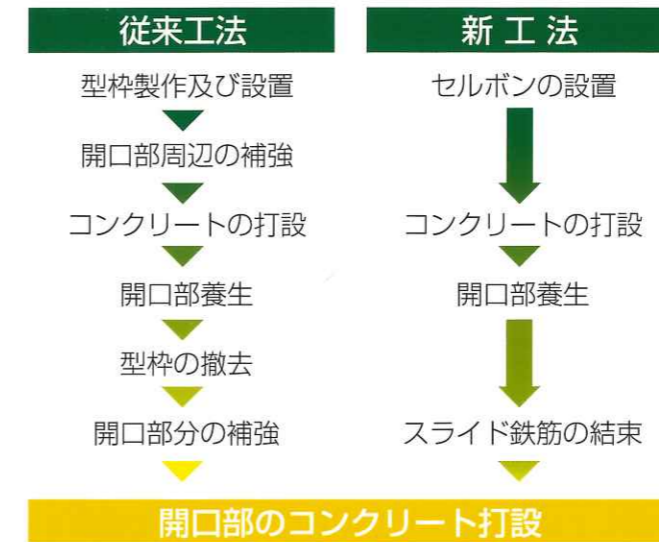 従来工法
型枠製作及び設置
開口部周辺の補強
コンクリートの打設
開口部養生
型枠の撤去
開口部分の補強
新工法
セルボンの設置
コンクリートの打設
開口部養生
スライド鉄筋の結束
開口部のコンクリート打設